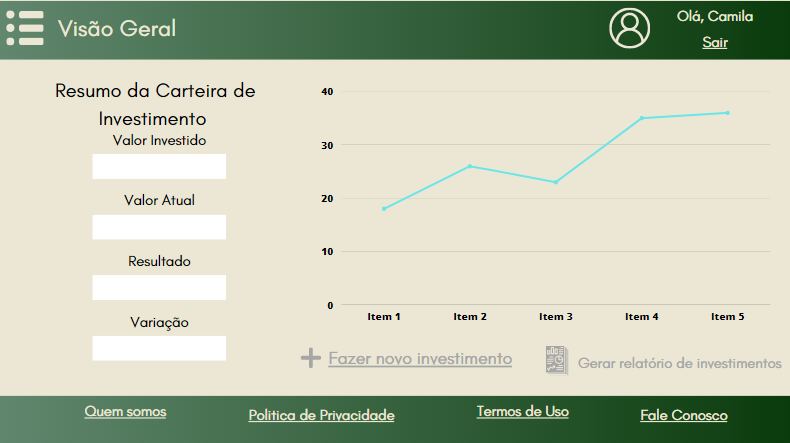 Visão Geral
Olá, Camila
Sair
Resumo da Carteira de
Investimento
Valor Investido
Valor Atual
Resultado
Variação
40
30
20
10
0
Item 1
Item 2
Item 3
Item 4
Item 5
Fazer novo investimento
Gerar relatório de investimentos
Quem somos
Politica de Privacidade
Termos de Uso
Fale Conosco